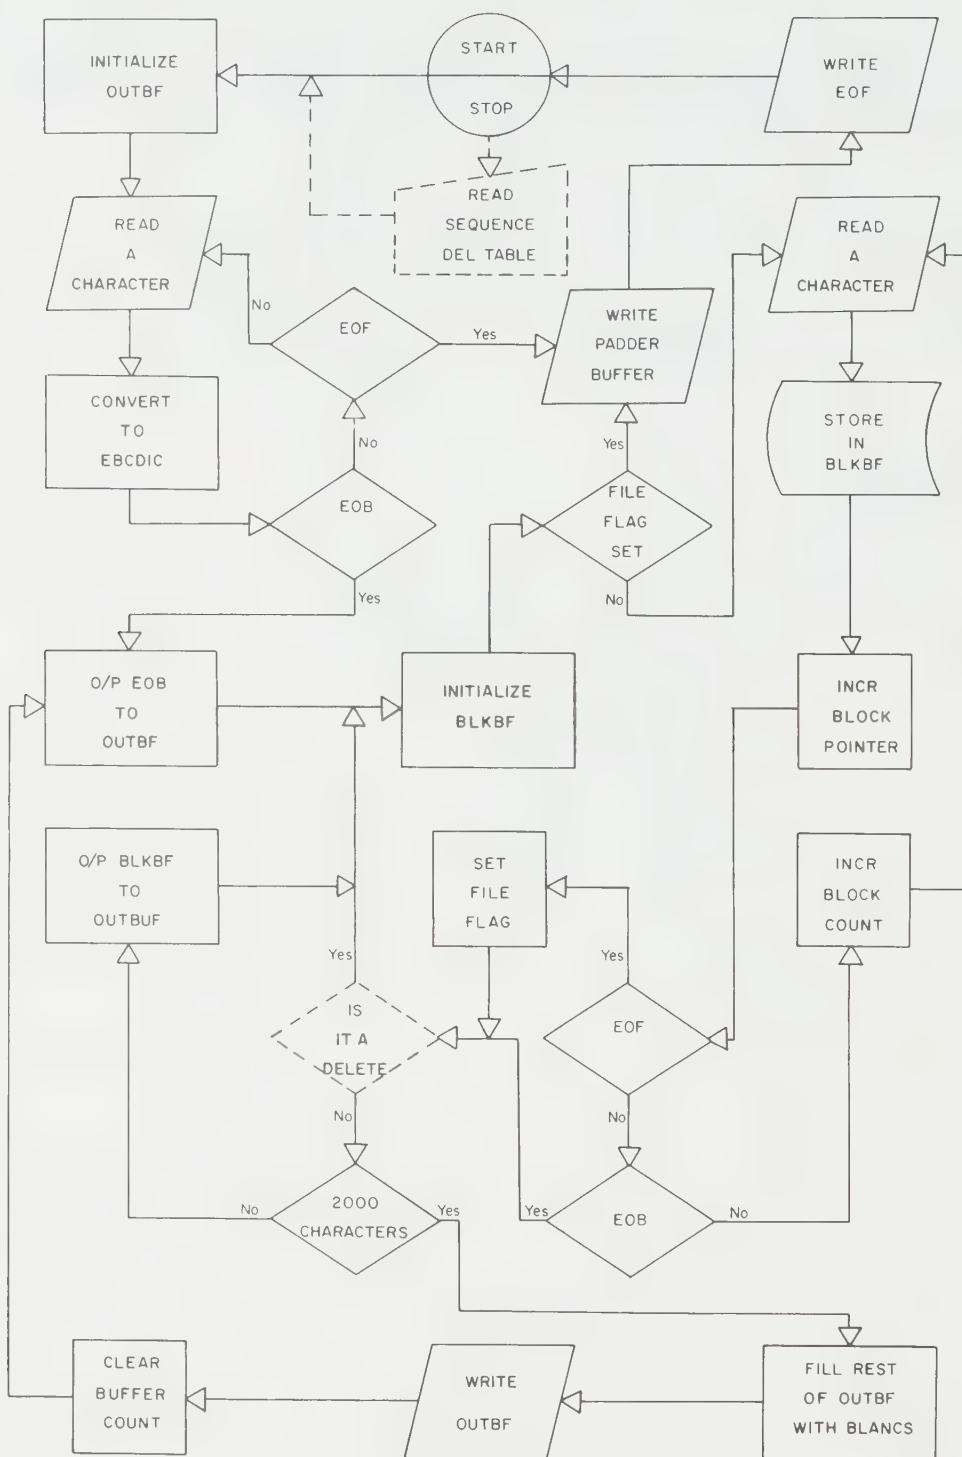 INITIALIZE
OUTBF
START
STOP
WRITE
EOF
READ
SEQUENCE
DEL TABLE
READ
A
CHARACTER
READ
A
CHARACTER
No
EOF
Yes
WRITE
PADDER
BUFFER
CONVERT
TO
EBCDIC
STORE
IN
BLKBF
No
EOB
Yes
Yes
FILE
FLAG
SET
No
O/P EOB
TO
OUTBF
INITIALIZE
BLKBF
INCR
BLOCK
POINTER
O/P BLKBF
TO
OUTBUF
SET
FILE
FLAG
INCR
BLOCK
COUNT
Yes
IS
IT A
DELETE
No
Yes
EOF
No
No
2000
CHARACTERS
Yes
Yes
EOB
No
CLEAR
BUFFER
COUNT
WRITE
OUTBF
FILL REST
OF OUTBF
WITH BLANCS